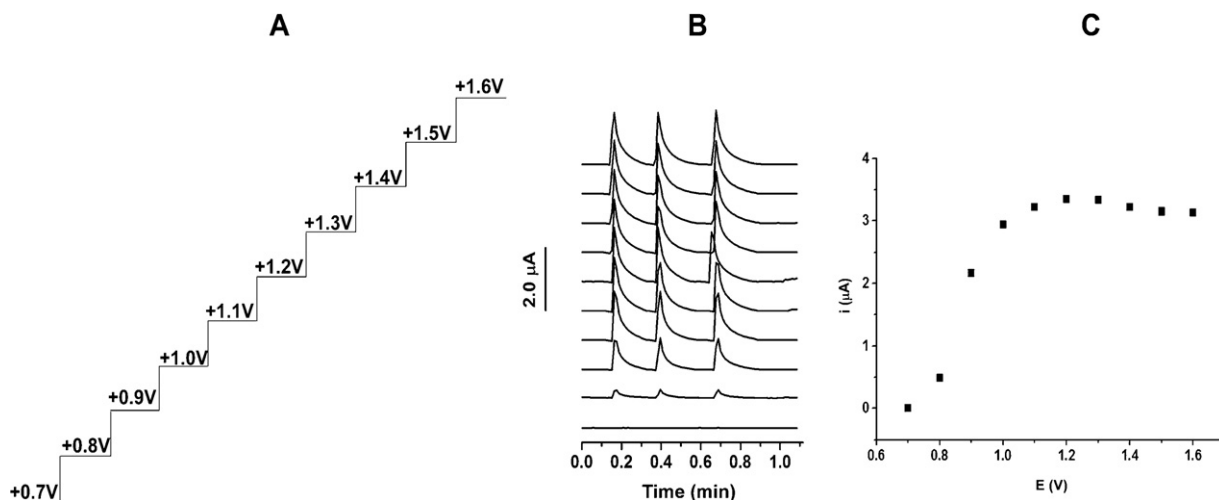 A
+0.7V
+0.8V
+0.9V
+1.0V
+1.1V
+1.2V
+1.3V
+1.4V
+1.5V
+1.6V
B
2.0 µA
0.0 0.2 0.4 0.6 0.8 1.0
Time (min)
C
i (µA)
4
3
2
1
0
0.6 0.8 1.0 1.2 1.4 1.6
E (V)